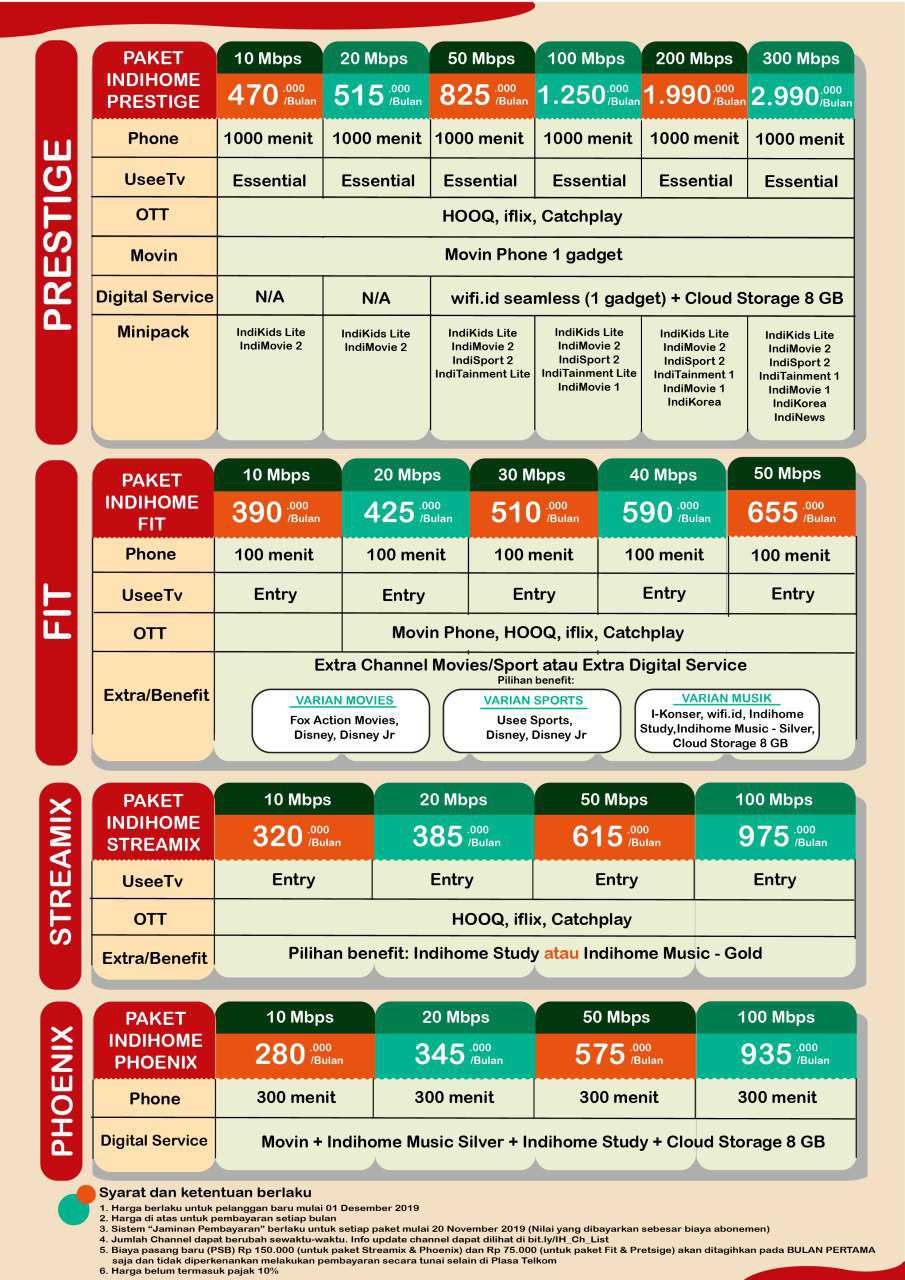 PRESTIGE
PAKET
INDIHOME
PRESTIGE
10 Mbps 20 Mbps 50 Mbps 100 Mbps 200 Mbps 300 Mbps
470 .000 /Bulan 515 .000 /Bulan 825 .000 /Bulan 1.250 .000 /Bulan 1.990 .000 /Bulan 2.990 .000 /Bulan
Phone 1000 menit 1000 menit 1000 menit 1000 menit 1000 menit 1000 menit
UseeTv Essential Essential Essential Essential Essential Essential
OTT HOOQ, iflix, Catchplay
Movin Movin Phone 1 gadget
Digital Service N/A N/A wifi.id seamless (1 gadget) + Cloud Storage 8 GB
Minipack
IndiKids Lite
IndiMovie 2
IndiKids Lite
IndiMovie 2
IndiKids Lite
IndiMovie 2
IndiSport 2
IndiTainment Lite
IndiKids Lite
IndiMovie 2
IndiSport 2
IndiTainment Lite
IndiMovie 1
IndiKids Lite
IndiMovie 2
IndiSport 2
IndiTainment 1
IndiMovie 1
IndiKorea
IndiKids Lite
IndiMovie 2
IndiSport 2
IndiTainment 1
IndiMovie 1
IndiKorea
IndiNews
FIT
PAKET
INDIHOME
FIT
10 Mbps 20 Mbps 30 Mbps 40 Mbps 50 Mbps
390 .000 /Bulan 425 .000 /Bulan 510 .000 /Bulan 590 .000 /Bulan 655 .000 /Bulan
Phone 100 menit 100 menit 100 menit 100 menit 100 menit
UseeTv Entry Entry Entry Entry Entry
OTT Movin Phone, HOOQ, iflix, Catchplay
Extra/Benefit
Extra Channel Movies/Sport atau Extra Digital Service
Pilihan benefit:
VARIAN MOVIES
Fox Action Movies,
Disney, Disney Jr
VARIAN SPORTS
Usee Sports,
Disney, Disney Jr
VARIAN MUSIK
I-Konser, wifi.id, Indihome
Study,Indihome Music - Silver,
Cloud Storage 8 GB
STREAMIX
PAKET
INDIHOME
STREAMIX
10 Mbps 20 Mbps 50 Mbps 100 Mbps
320 .000 /Bulan 385 .000 /Bulan 615 .000 /Bulan 975 .000 /Bulan
UseeTv Entry Entry Entry Entry
OTT HOOQ, iflix, Catchplay
Extra/Benefit Pilihan benefit: Indihome Study atau Indihome Music - Gold
PHOENIX
PAKET
INDIHOME
PHOENIX
10 Mbps 20 Mbps 50 Mbps 100 Mbps
280 .000 /Bulan 345 .000 /Bulan 575 .000 /Bulan 935 .000 /Bulan
Phone 300 menit 300 menit 300 menit 300 menit
Digital Service Movin + Indihome Music Silver + Indihome Study + Cloud Storage 8 GB
Syarat dan ketentuan berlaku
1. Harga berlaku untuk pelanggan baru mulai 01 Desember 2019
2. Harga di atas untuk pembayaran setiap bulan
3. Sistem “Jaminan Pembayaran” berlaku untuk setiap paket mulai 20 November 2019 (Nilai yang dibayarkan sebesar biaya abonemen)
4. Jumlah Channel dapat berubah sewaktu-waktu. Info update channel dapat dilihat di bit.ly/IH_Ch_List
5. Biaya pasang baru (PSB) Rp 150.000 (untuk paket Streamix & Phoenix) dan Rp 75.000 (untuk paket Fit & Pretsige) akan ditagihkan pada BULAN PERTAMA
saja dan tidak diperkenankan melakukan pembayaran secara tunai selain di Plasa Telkom
6. Harga belum termasuk pajak 10%